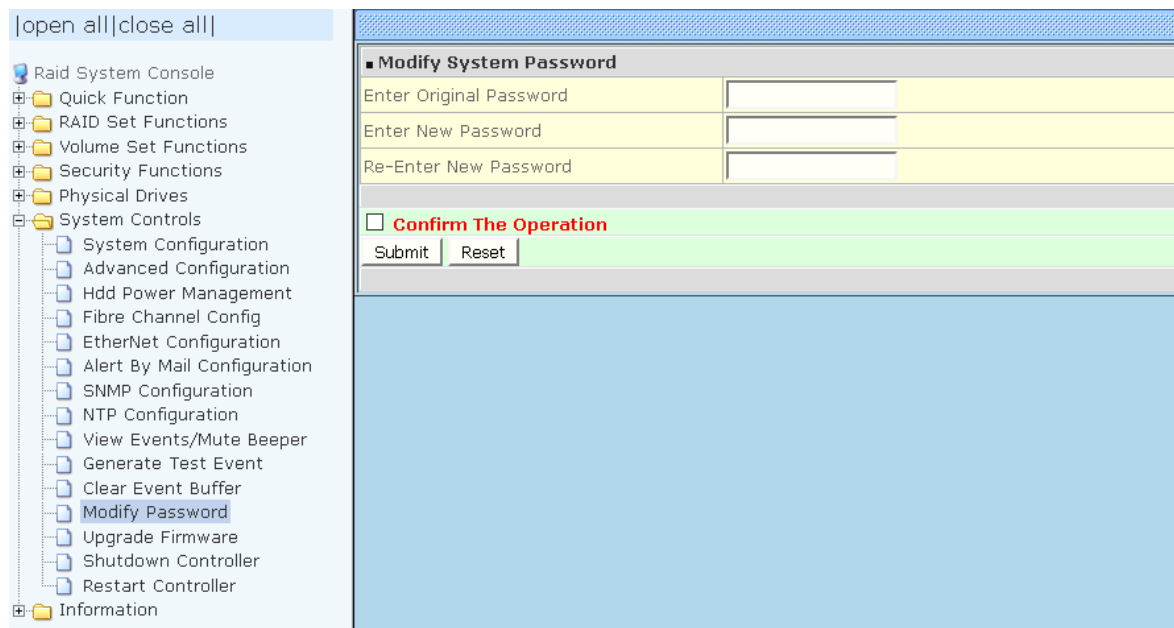 |open all|close all|
Raid System Console
Quick Function
RAID Set Functions
Volume Set Functions
Security Functions
Physical Drives
System Controls
System Configuration
Advanced Configuration
Hdd Power Management
Fibre Channel Config
EtherNet Configuration
Alert By Mail Configuration
SNMP Configuration
NTP Configuration
View Events/Mute Beeper
Generate Test Event
Clear Event Buffer
Modify Password
Upgrade Firmware
Shutdown Controller
Restart Controller
Information
Modify System Password
Enter Original Password
Enter New Password
Re-Enter New Password
Confirm The Operation
Submit Reset